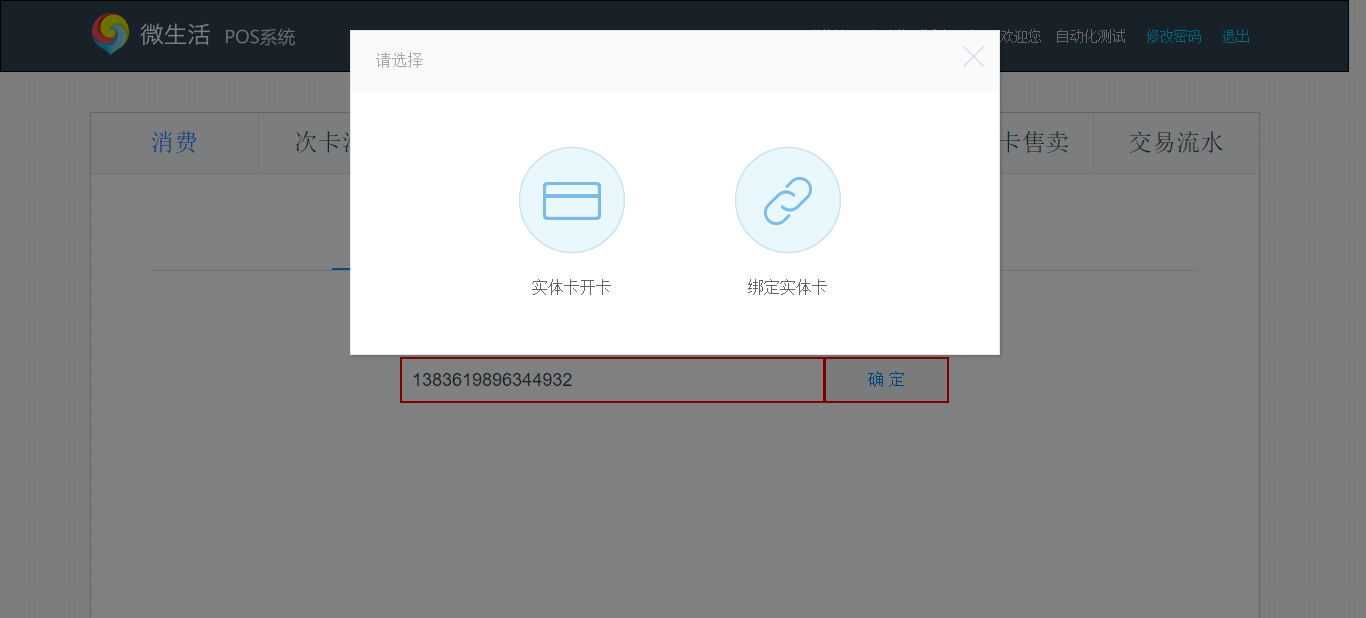 微生活 POS系统
欢迎您 自动化测试 修改密码 退出
请选择
消费 次卡 卡售卖 交易流水
实体卡开卡 绑定实体卡
1383619896344932 确定